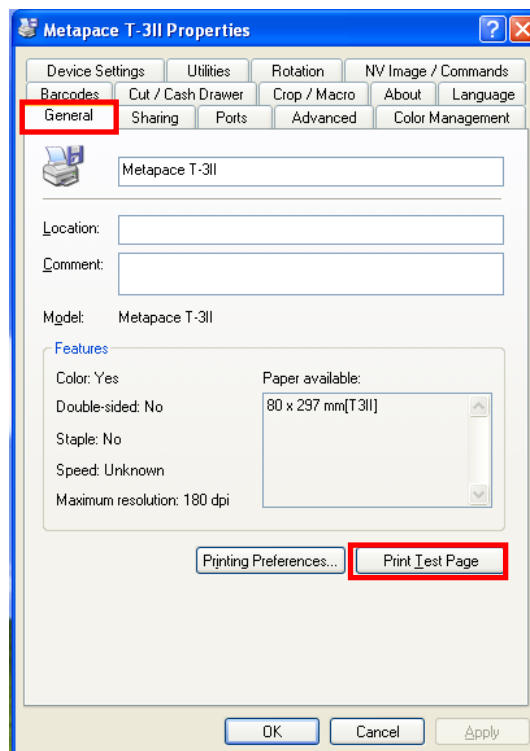 Metapace T-3II Properties
Device Settings Utilities Rotation NV Image / Commands
Barcodes Cut / Cash Drawer Crop / Macro About Language
General Sharing Ports Advanced Color Management
Metapace T-3II
Location:
Comment:
Model: Metapace T-3II
Features
Color: Yes Paper available:
Double-sided: No 80 x 297 mm[T3II]
Staple: No
Speed: Unknown
Maximum resolution: 180 dpi
Printing Preferences... Print Test Page
OK Cancel Apply